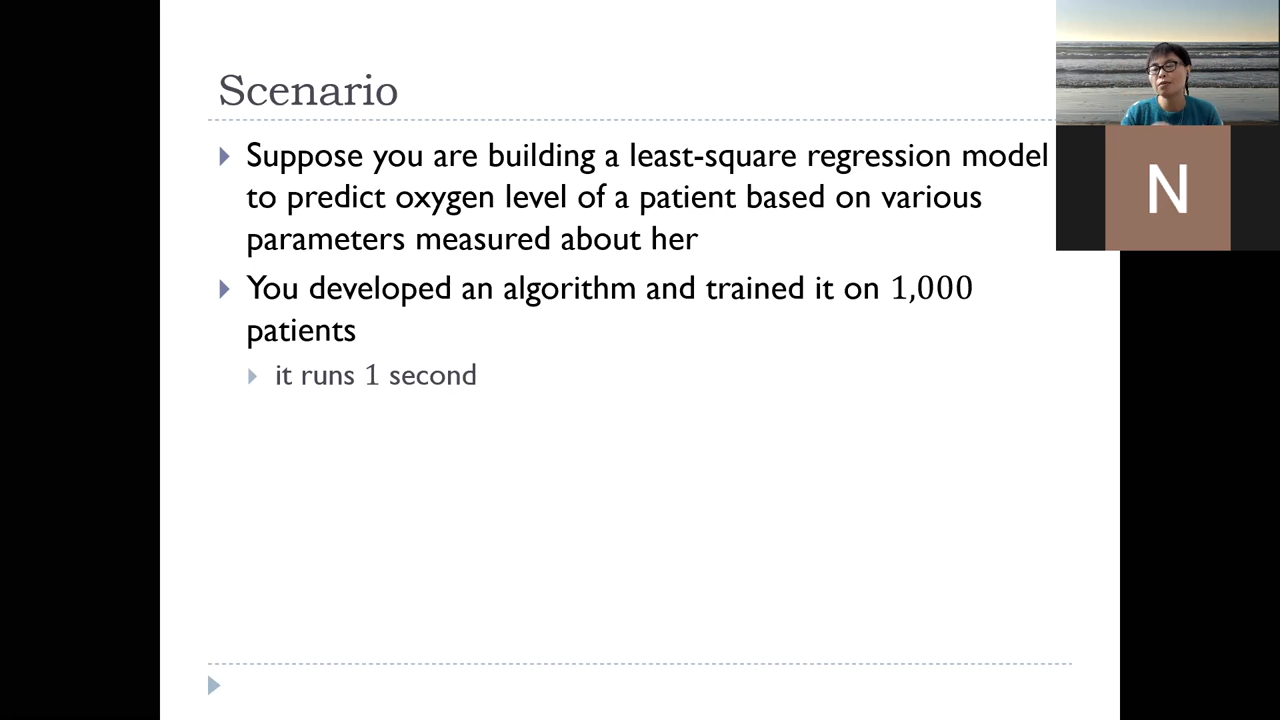 Scenario
Suppose you are building a least-square regression model
to predict oxygen level of a patient based on various
parameters measured about her
You developed an algorithm and trained it on 1,000
patients
it runs 1 second
N